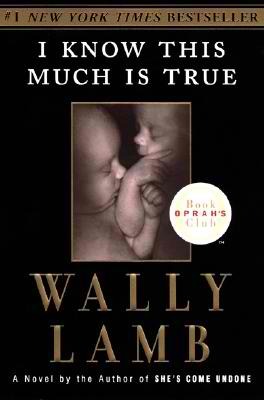 #1 NEW YORK TIMES BESTSELLER
I KNOW THIS
MUCH IS TRUE
Book
OPRAH'S
Club
™
WALLY
LAMB
A Novel by the Author of SHE'S COME UNDONE